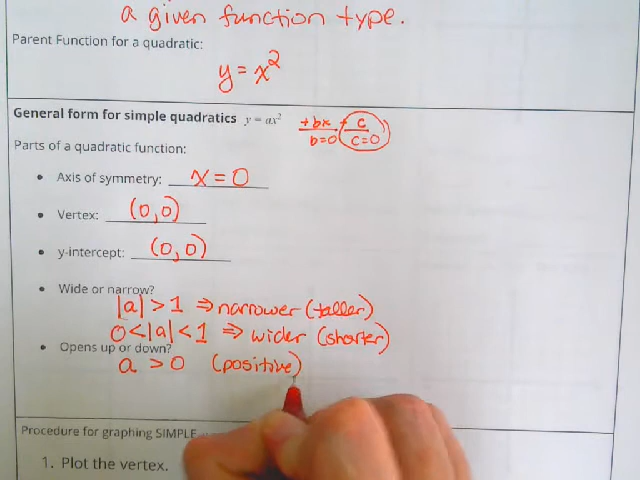 a given function type.
Parent Function for a quadratic:
y = x²
General form for simple quadratics y = ax² + bx + c
b=0 c=0
Parts of a quadratic function:
• Axis of symmetry: x = 0
• Vertex: (0,0)
• y-intercept: (0,0)
• Wide or narrow?
|a| > 1 ⇒ narrower (taller)
0 < |a| < 1 ⇒ wider (shorter)
• Opens up or down?
a > 0 (positive)
Procedure for graphing SIMPLE
1. Plot the vertex.